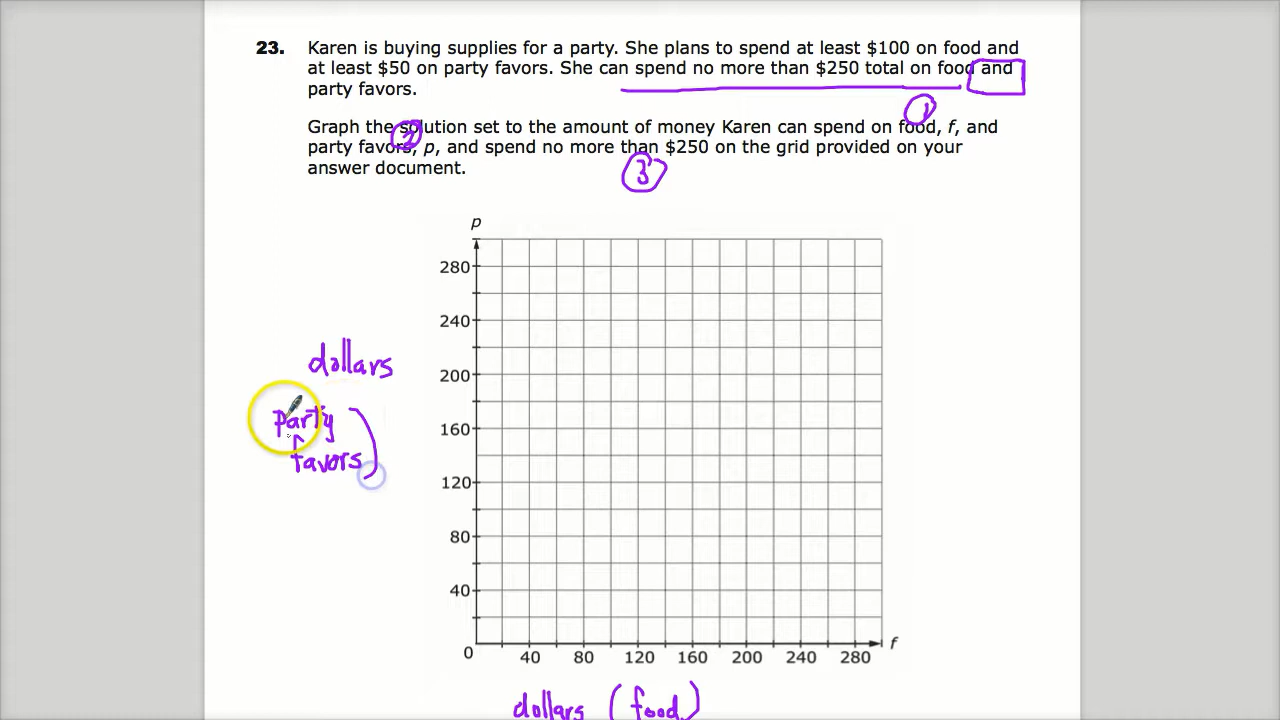 23. Karen is buying supplies for a party. She plans to spend at least $100 on food and
at least $50 on party favors. She can spend no more than $250 total on food and
party favors.
1
Graph the solution set to the amount of money Karen can spend on food, f, and
2
party favors, p, and spend no more than $250 on the grid provided on your
answer document.
3
p
280
240
dollars
200
party
160
favors
120
80
40
0 40 80 120 160 200 240 280 f
dollars (food)